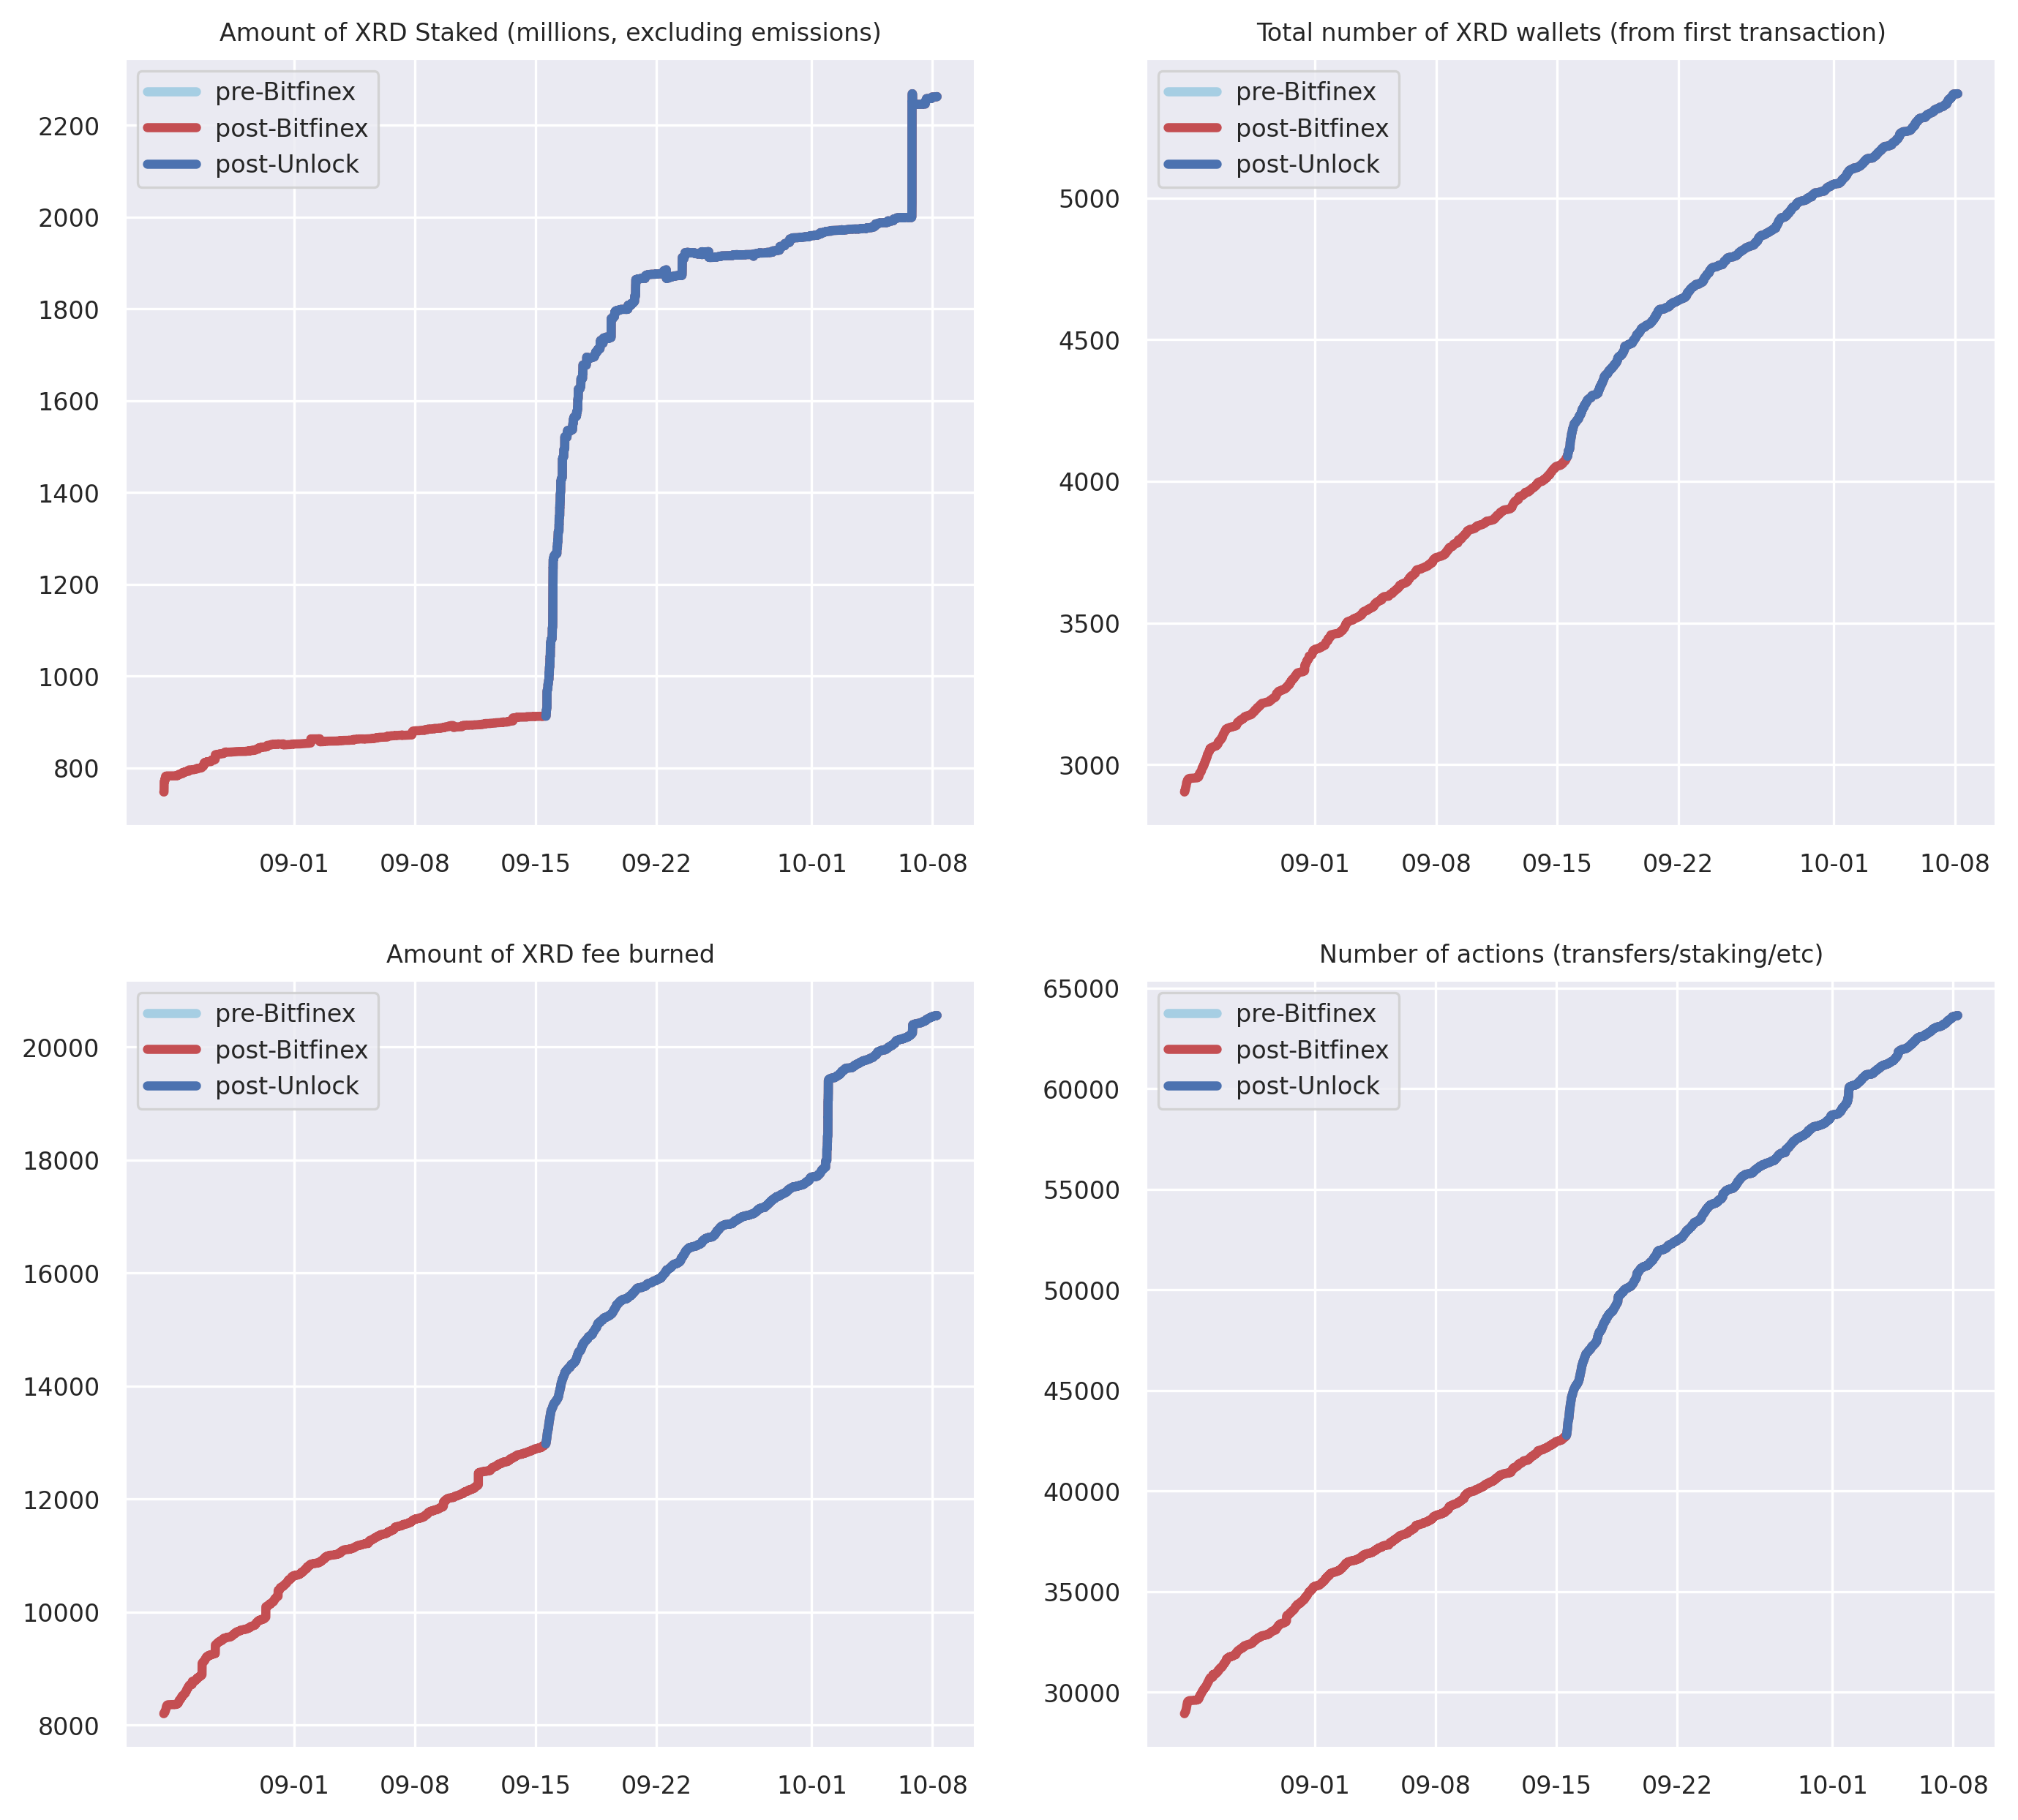 Amount of XRD Staked (millions, excluding emissions)
pre-Bitfinex
post-Bitfinex
post-Unlock
2200
2000
1800
1600
1400
1200
1000
800
09-01 09-08 09-15 09-22 10-01 10-08
Total number of XRD wallets (from first transaction)
pre-Bitfinex
post-Bitfinex
post-Unlock
5000
4500
4000
3500
3000
09-01 09-08 09-15 09-22 10-01 10-08
Amount of XRD fee burned
pre-Bitfinex
post-Bitfinex
post-Unlock
20000
18000
16000
14000
12000
10000
8000
09-01 09-08 09-15 09-22 10-01 10-08
Number of actions (transfers/staking/etc)
65000
pre-Bitfinex
post-Bitfinex
post-Unlock
60000
55000
50000
45000
40000
35000
30000
09-01 09-08 09-15 09-22 10-01 10-08